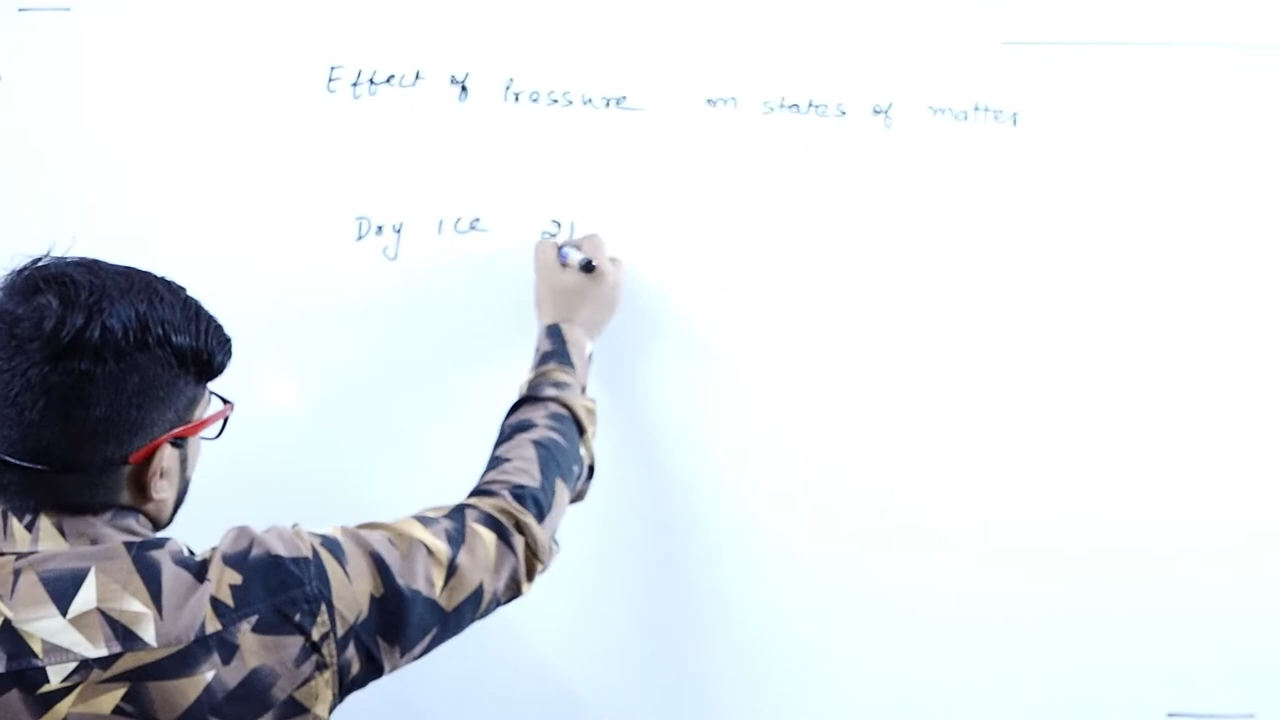 Effect of Pressure on states of matter
Dry ice